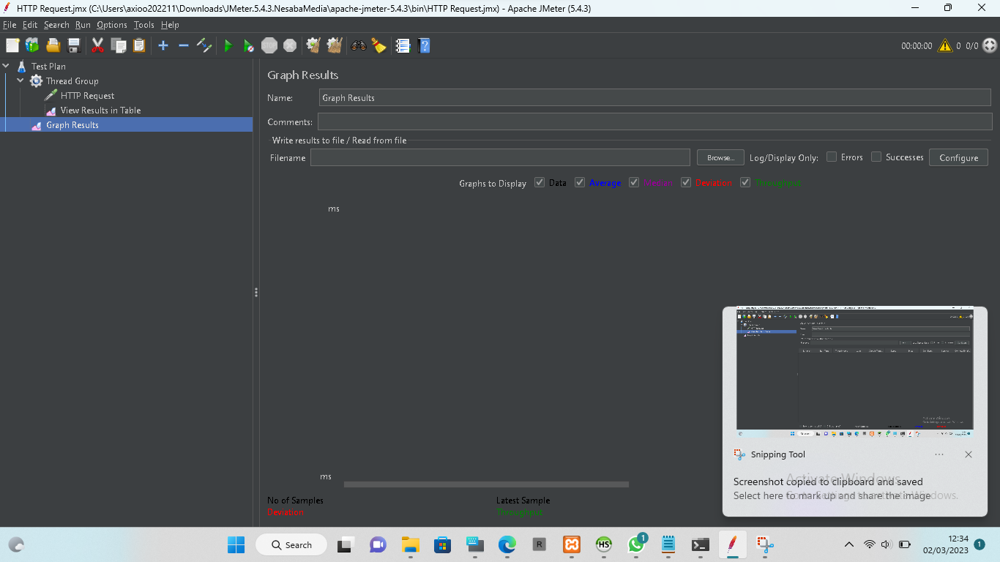 HTTP Request.jmx (C:\Users\axioo202211\Downloads\JMeter.5.4.3.NesabaMedia\apache-jmeter-5.4.3\bin\HTTP Request.jmx) - Apache JMeter (5.4.3)
File Edit Search Run Options Tools Help
STOP
00:00:00 0 0/0
Test Plan
Thread Group
HTTP Request
View Results in Table
Graph Results
Graph Results
Name: Graph Results
Comments:
Write results to file / Read from file
Filename Browse... Log/Display Only: Errors Successes Configure
Graphs to Display Data Average Median Deviation Throughput
ms
ms
No of Samples Latest Sample
Deviation Throughput
Snipping Tool
Screenshot copied to clipboard and saved
Select here to mark up and share the image
Activate Windows
Go to Settings to activate Windows.
Search
R
HS
1
12:34
02/03/2023
1